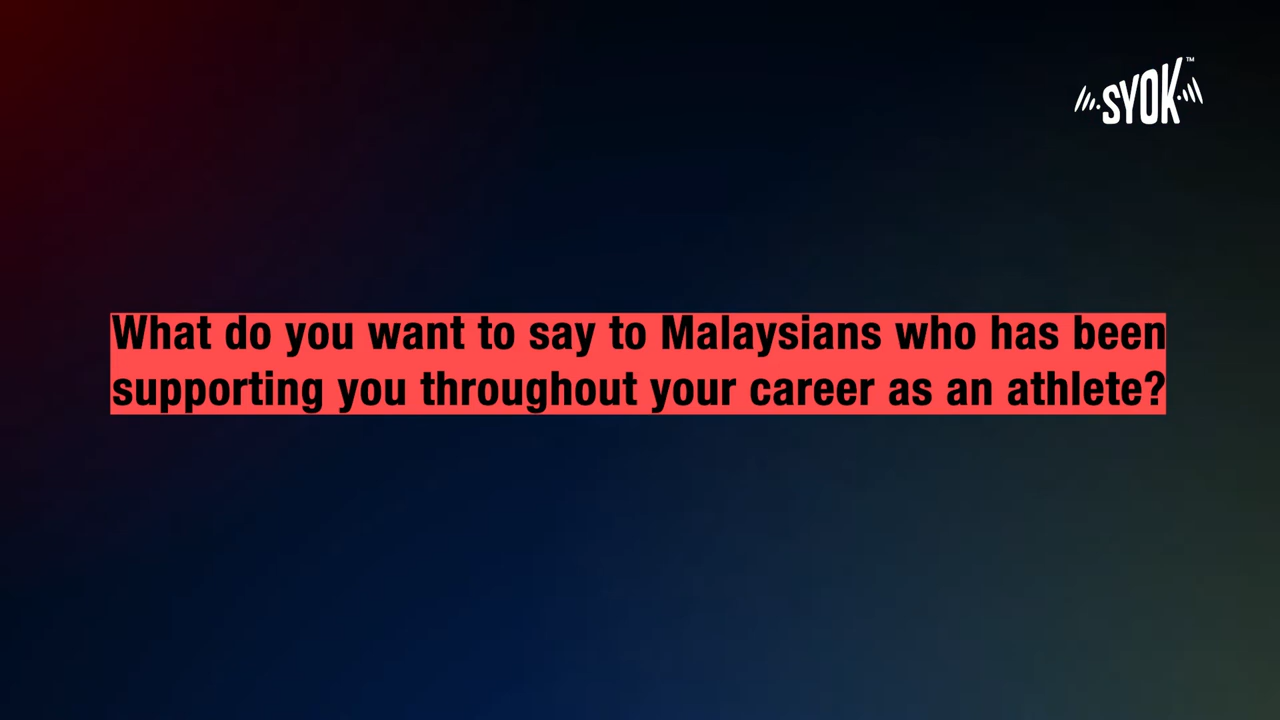 SYOK™
What do you want to say to Malaysians who has been
supporting you throughout your career as an athlete?